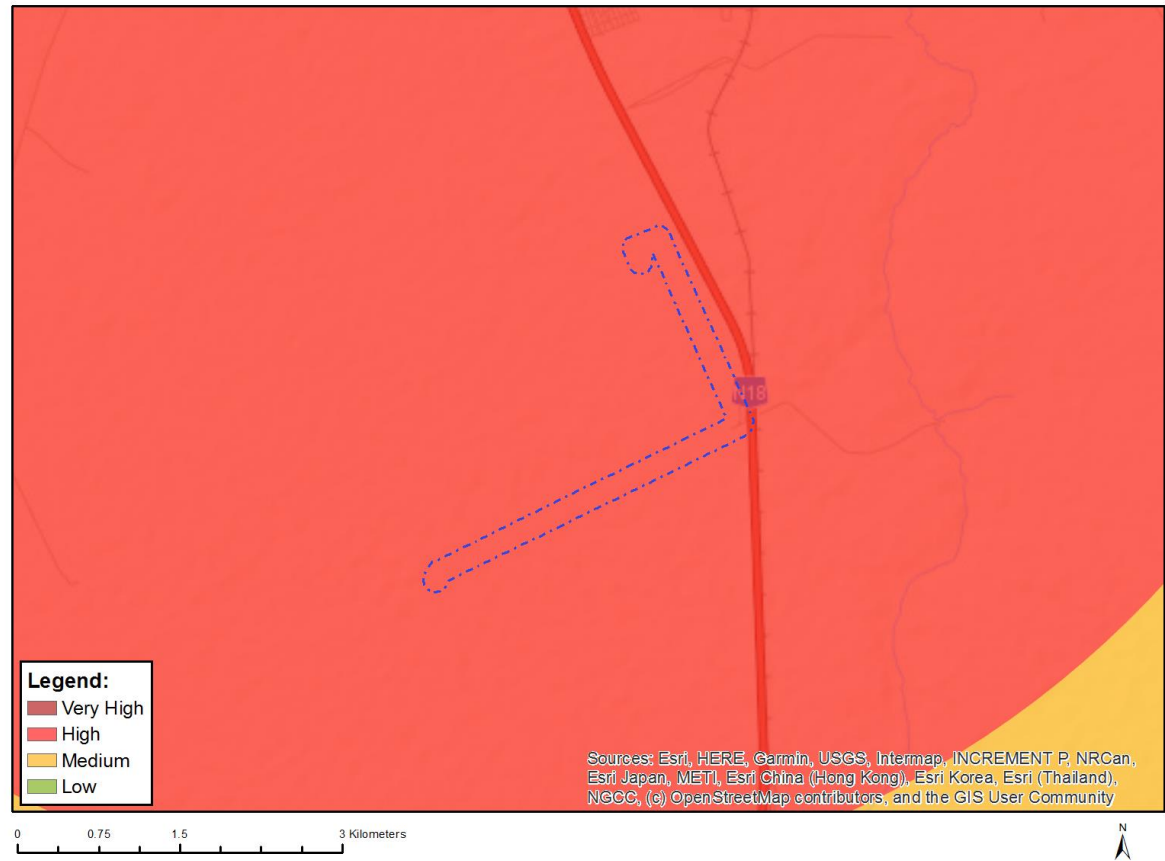 N18
Legend:
Very High
High
Medium
Low
Sources: Esri, HERE, Garmin, USGS, Intermap, INCREMENT P, NRCan,
Esri Japan, METI, Esri China (Hong Kong), Esri Korea, Esri (Thailand),
NGCC, (c) OpenStreetMap contributors, and the GIS User Community
0 0.75 1.5 3 Kilometers
N